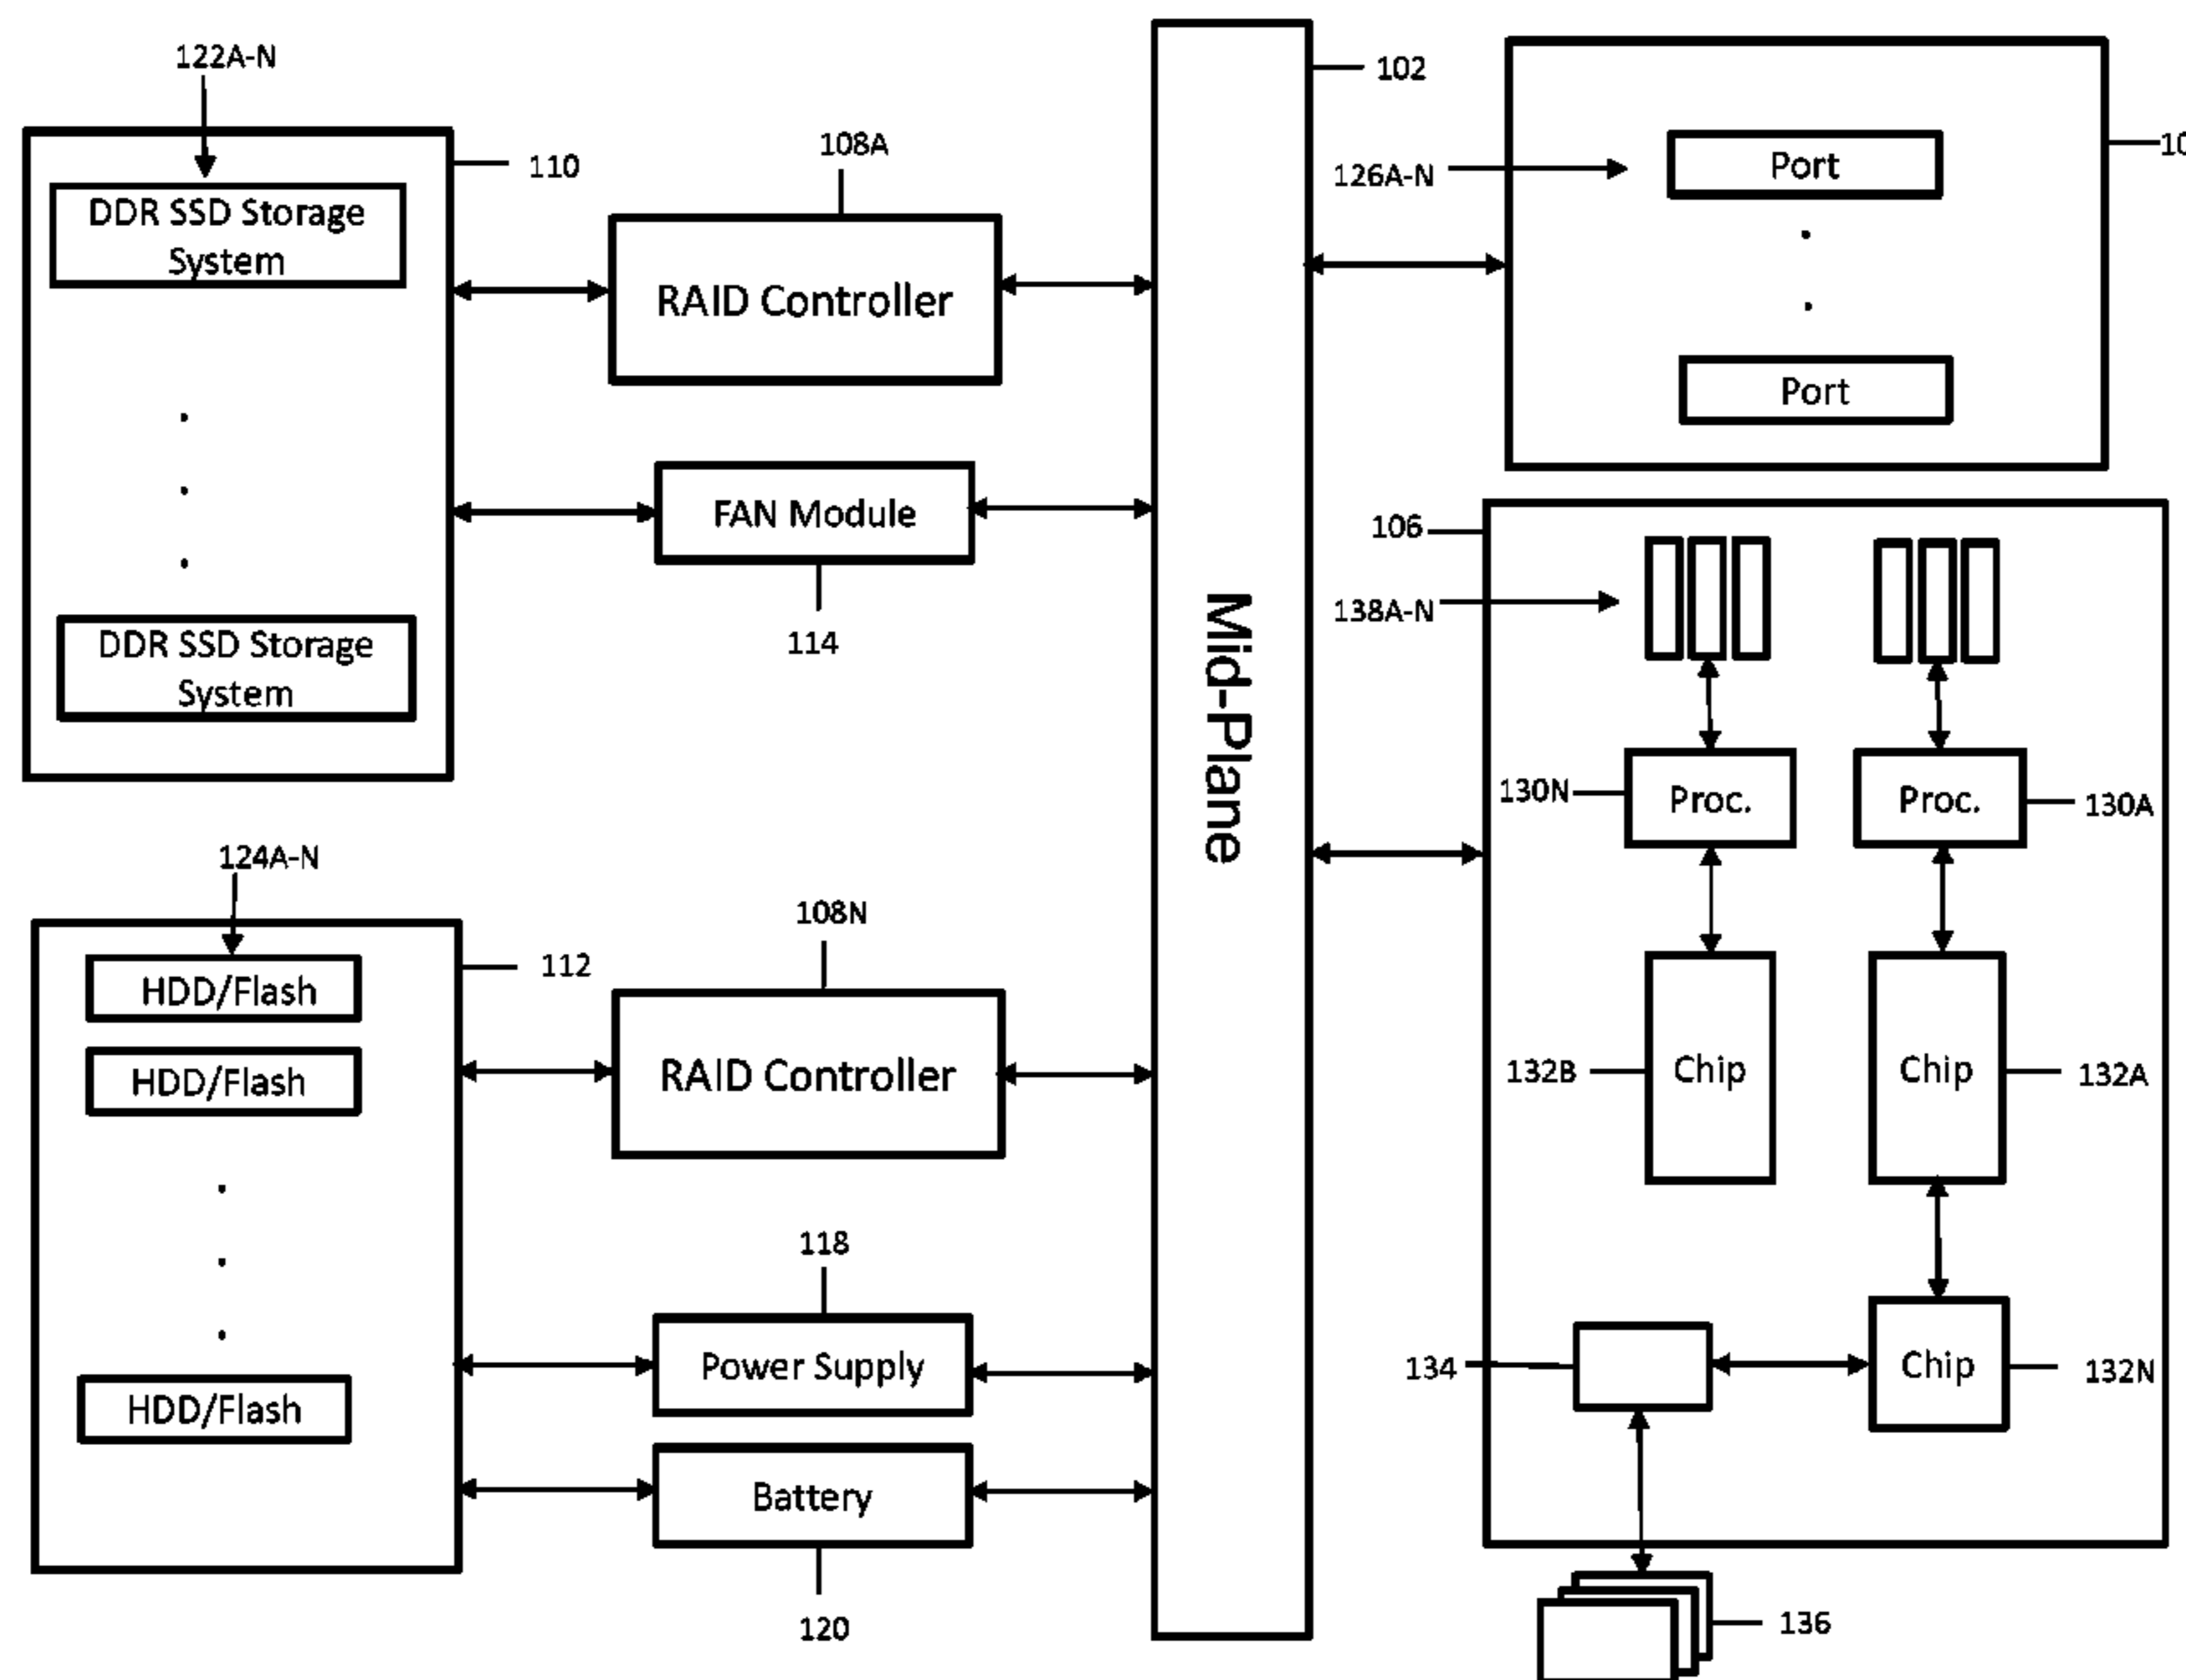 122A-N
110
DDR SSD Storage
System
DDR SSD Storage
System
108A
RAID Controller
FAN Module
114
102
Mid-Plane
126A-N
Port
Port
106
138A-N
130N
Proc.
Proc.
130A
132B
Chip
Chip
132A
134
Chip
132N
136
124A-N
112
HDD/Flash
HDD/Flash
HDD/Flash
108N
RAID Controller
118
Power Supply
Battery
120